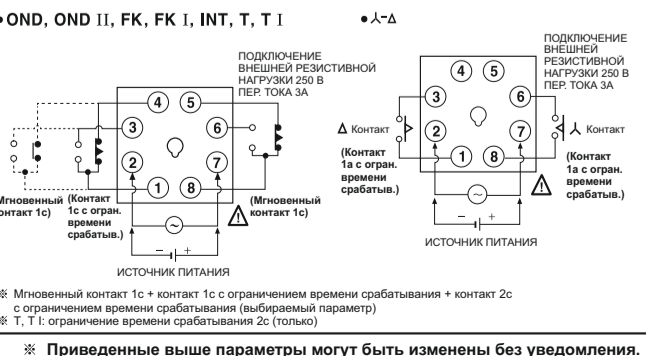 •OND, OND II, FK, FK I, INT, T, T I
•⅄-Δ
ПОДКЛЮЧЕНИЕ
ВНЕШНЕЙ РЕЗИСТИВНОЙ
НАГРУЗКИ 250 В
ПЕР. ТОКА 3А
4 5
3 6
2 7
1 8
Мгновенный
контакт 1с)
(Контакт
1с с огран.
времени
срабатыв.)
(Мгновенный
контакт 1с)
− +
ИСТОЧНИК ПИТАНИЯ
ПОДКЛЮЧЕНИЕ
ВНЕШНЕЙ
РЕЗИСТИВНОЙ
НАГРУЗКИ 250 В
ПЕР. ТОКА 3А
4 5
3 6
2 7
1 8
Δ Контакт
(Контакт
1а с огран.
времени
срабатыв.)
⅄ Контакт
(Контакт
1а с огран.
времени
срабатыв.)
− +
ИСТОЧНИК ПИТАНИЯ
※ Мгновенный контакт 1с + контакт 1с с ограничением времени срабатывания + контакт 2с
с ограничением времени срабатывания (выбираемый параметр)
※ T, T I: ограничение времени срабатывания 2с (только)
※ Приведенные выше параметры могут быть изменены без уведомления.